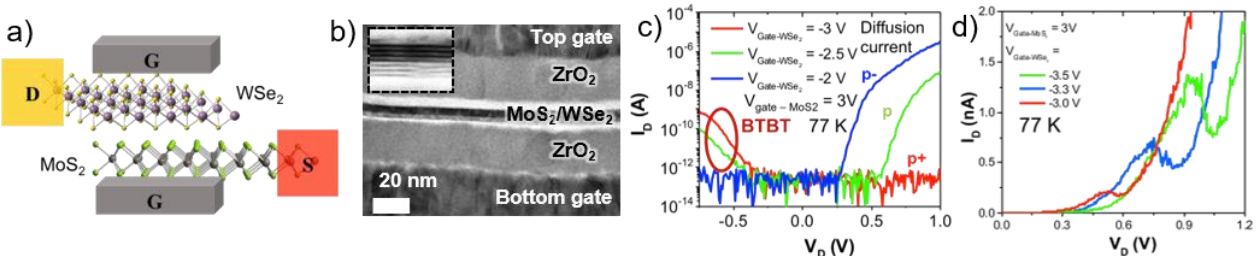 a)
G
D
WSe2
MoS2
S
G
b)
Top gate
ZrO2
MoS2/WSe2
ZrO2
20 nm
Bottom gate
c)
10-4
10-6
10-8
10-10
10-12
10-14
ID (A)
VGate-WSe2 = -3 V
VGate-WSe2 = -2.5 V
VGate-WSe2 = -2 V
Vgate – MoS2 = 3V
Diffusion
current
p-
BTBT
77 K
p
p+
-0.5 0.0 0.5 1.0
VD (V)
d)
2.0
1.5
1.0
0.5
0.0
ID (nA)
VGate-MoS2 = 3V
VGate-WSe2 =
-3.5 V
-3.3 V
-3.0 V
77 K
0.0 0.3 0.6 0.9 1.2
VD (V)